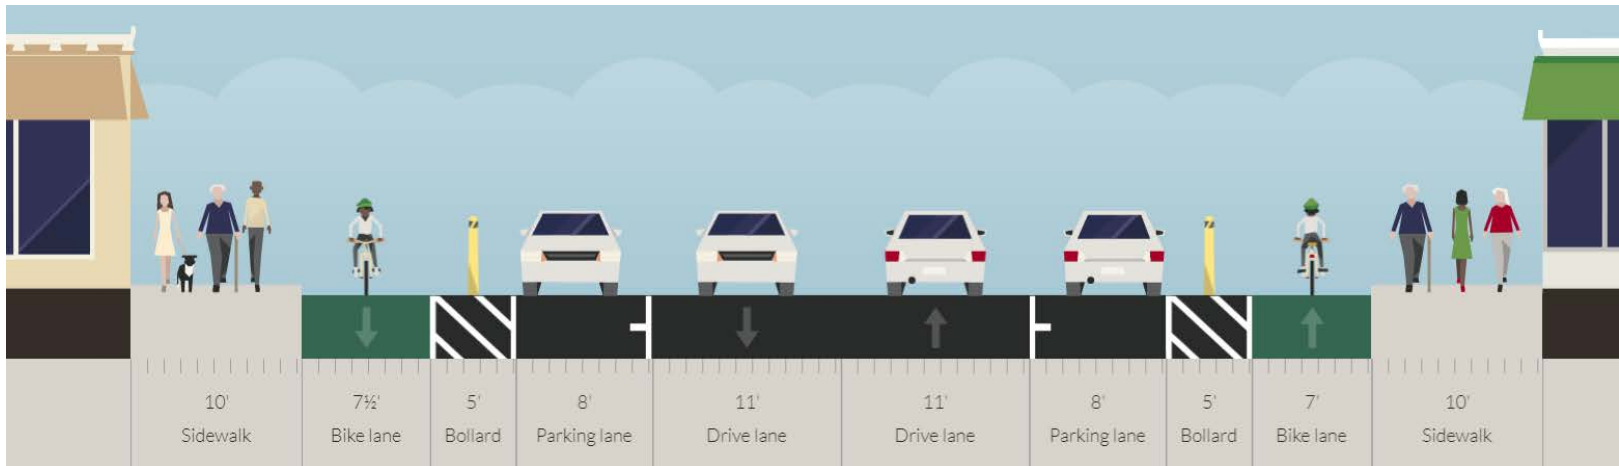 10' 7½' 5' 8' 11' 11' 8' 5' 7' 10'
Sidewalk Bike lane Bollard Parking lane Drive lane Drive lane Parking lane Bollard Bike lane Sidewalk